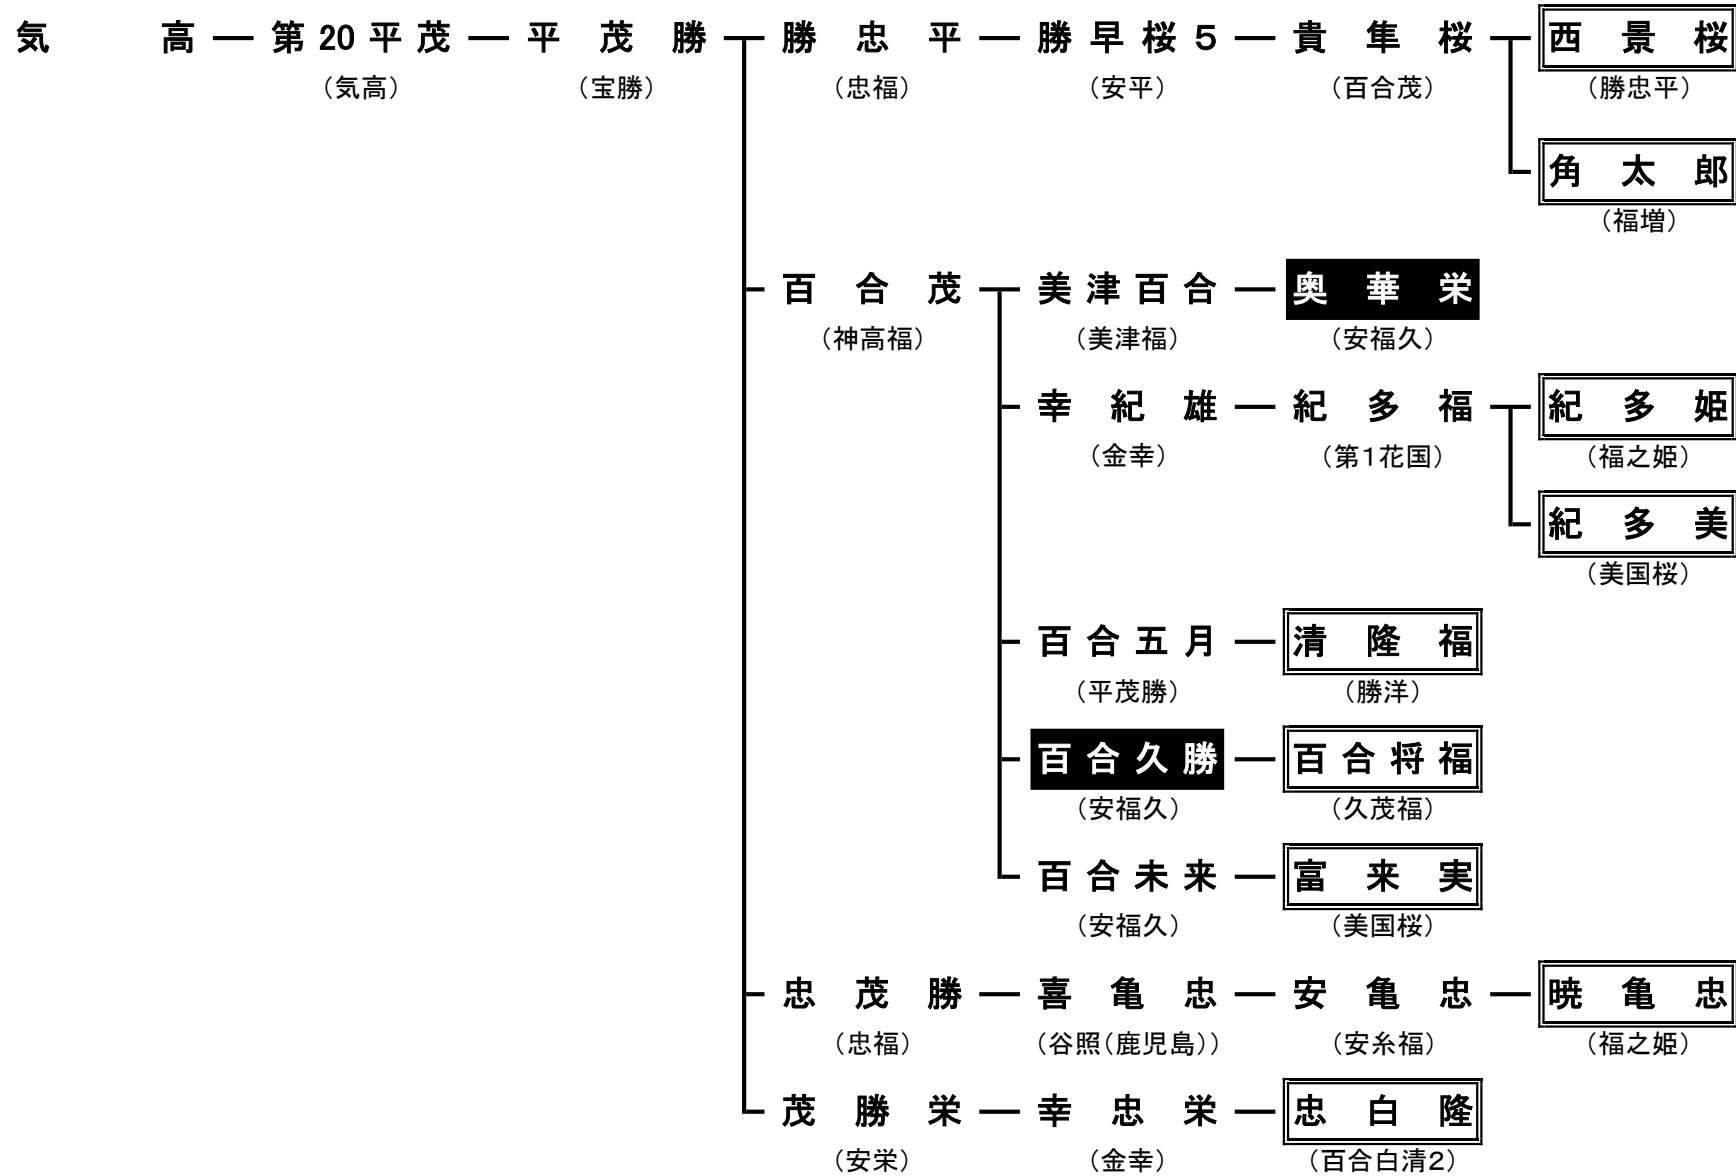 気高 第20平茂 平茂勝 勝忠平 勝早桜5 貴隼桜 西景桜
（気高） （宝勝） （忠福） （安平） （百合茂） （勝忠平）
角太郎
（福増）
百合茂 美津百合 奥華栄
（神高福） （美津福） （安福久）
幸紀雄 紀多福 紀多姫
（金幸） （第1花国） （福之姫）
紀多美
（美国桜）
百合五月 清隆福
（平茂勝） （勝洋）
百合久勝 百合将福
（安福久） （久茂福）
百合未来 富来実
（安福久） （美国桜）
忠茂勝 喜亀忠 安亀忠 暁亀忠
（忠福） （谷照（鹿児島）） （安糸福） （福之姫）
茂勝栄 幸忠栄 忠白隆
（安栄） （金幸） （百合白清2）